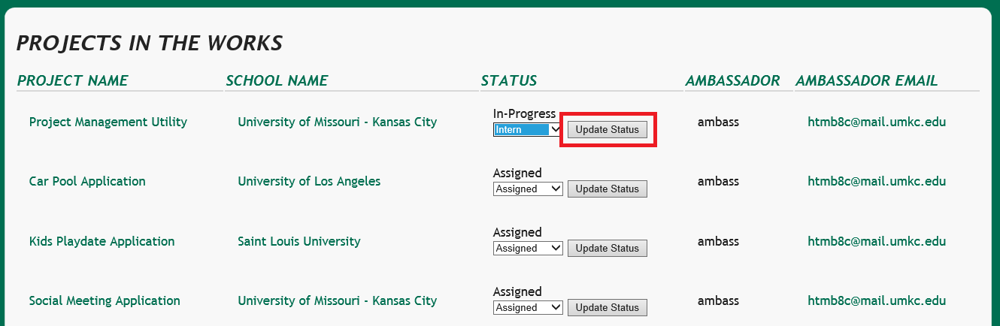 PROJECTS IN THE WORKS
PROJECT NAME SCHOOL NAME STATUS AMBASSADOR AMBASSADOR EMAIL
In-Progress
Project Management Utility University of Missouri - Kansas City Intern Update Status ambass htmb8c@mail.umkc.edu
Assigned
Car Pool Application University of Los Angeles Assigned Update Status ambass htmb8c@mail.umkc.edu
Assigned
Kids Playdate Application Saint Louis University Assigned Update Status ambass htmb8c@mail.umkc.edu
Assigned
Social Meeting Application University of Missouri - Kansas City Assigned Update Status ambass htmb8c@mail.umkc.edu